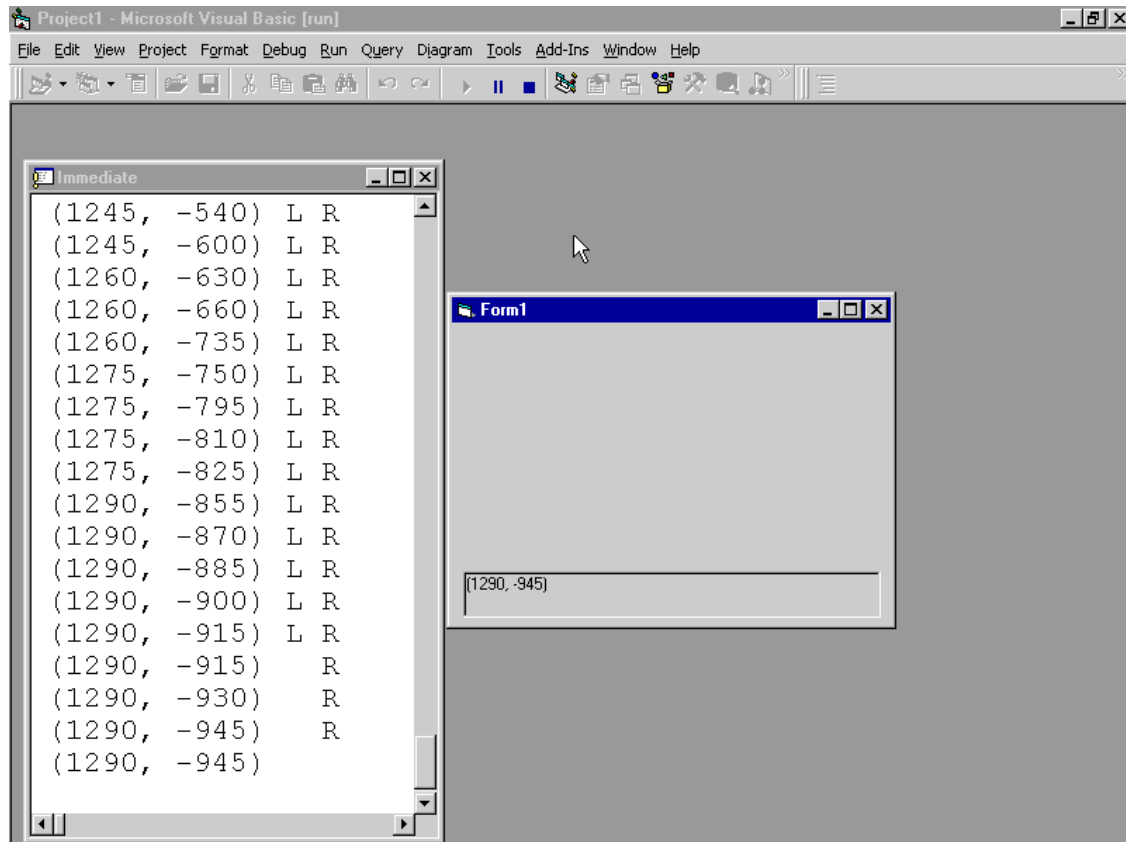 Project1 - Microsoft Visual Basic [run]
File Edit View Project Format Debug Run Query Diagram Tools Add-Ins Window Help
Immediate
(1245, -540) L R
(1245, -600) L R
(1260, -630) L R
(1260, -660) L R
(1260, -735) L R
(1275, -750) L R
(1275, -795) L R
(1275, -810) L R
(1275, -825) L R
(1290, -855) L R
(1290, -870) L R
(1290, -885) L R
(1290, -900) L R
(1290, -915) L R
(1290, -915) R
(1290, -930) R
(1290, -945) R
(1290, -945)
Form1
(1290, -945)